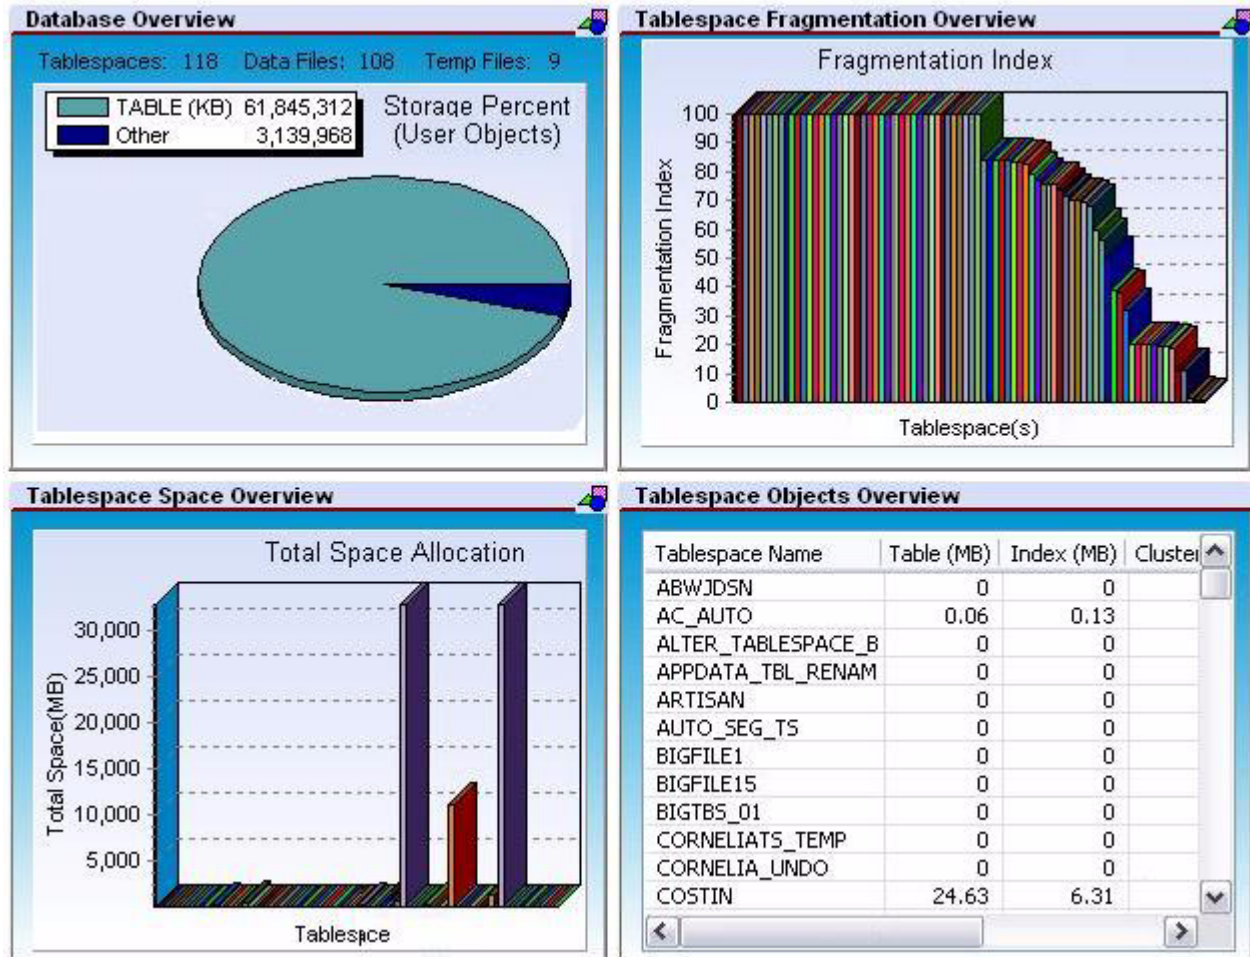 Database Overview
Tablespaces: 118 Data Files: 108 Temp Files: 9
TABLE (KB) 61,845,312
Other 3,139,968
Storage Percent
(User Objects)
Tablespace Fragmentation Overview
Fragmentation Index
Fragmentation Index
100
90
80
70
60
50
40
30
20
10
0
Tablespace(s)
Tablespace Space Overview
Total Space Allocation
Total Space(MB)
30,000
25,000
20,000
15,000
10,000
5,000
Tablespace
Tablespace Objects Overview
Tablespace Name Table (MB) Index (MB) Cluster
ABWJDSN 0 0
AC_AUTO 0.06 0.13
ALTER_TABLESPACE_B 0 0
APPDATA_TBL_RENAM 0 0
ARTISAN 0 0
AUTO_SEG_TS 0 0
BIGFILE1 0 0
BIGFILE15 0 0
BIGTBS_01 0 0
CORNELIATS_TEMP 0 0
CORNELIA_UNDO 0 0
COSTIN 24.63 6.31